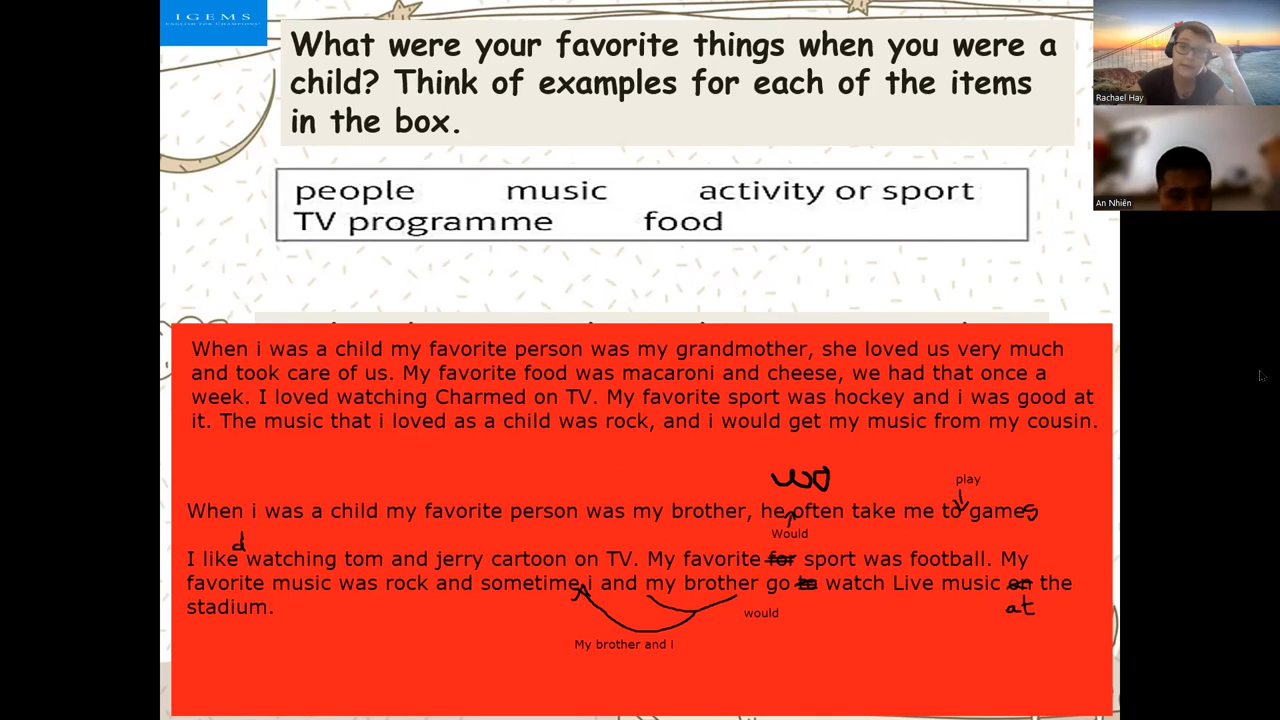 IGEMS
What were your favorite things when you were a
child? Think of examples for each of the items
in the box.
people music activity or sport
TV programme food
Rachael Hay
An Nhiên
When i was a child my favorite person was my grandmother, she loved us very much
and took care of us. My favorite food was macaroni and cheese, we had that once a
week. I loved watching Charmed on TV. My favorite sport was hockey and i was good at
it. The music that i loved as a child was rock, and i would get my music from my cousin.
wo
play
When i was a child my favorite person was my brother, he often take me to games
Would
d
I like watching tom and jerry cartoon on TV. My favorite for sport was football. My
favorite music was rock and sometime i and my brother go to watch Live music on the
stadium.
at
would
My brother and i